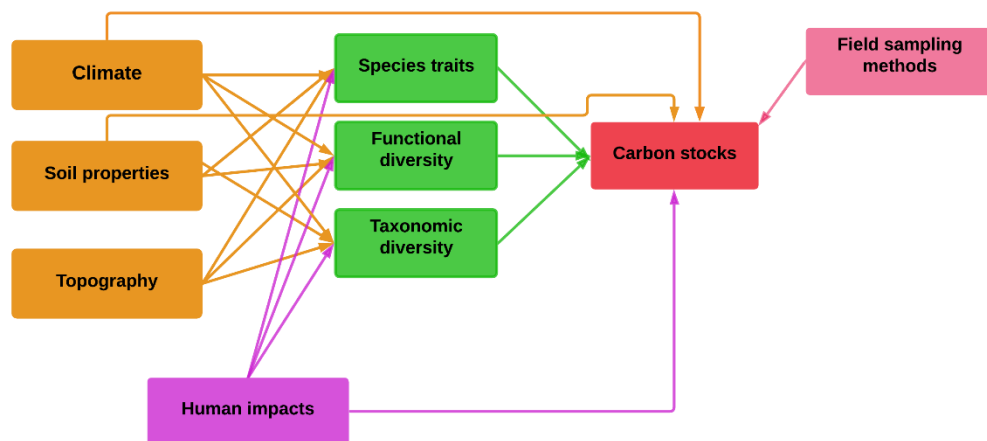 Climate
Species traits
Field sampling
methods
Soil properties
Functional
diversity
Carbon stocks
Taxonomic
diversity
Topography
Human impacts